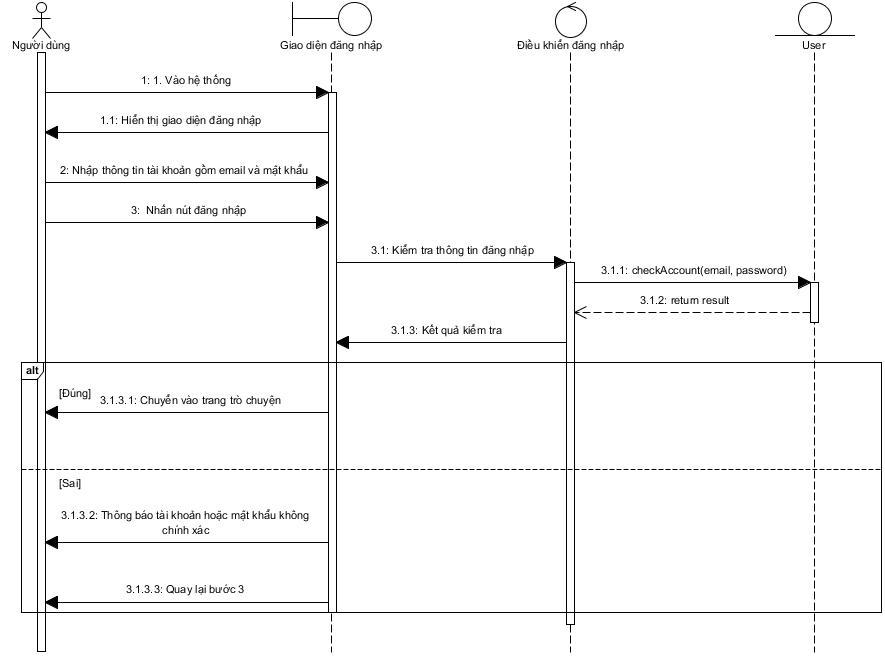 Người dùng
Giao diện đăng nhập
Điều khiển đăng nhập
User
1: 1. Vào hệ thống
1.1: Hiển thị giao diện đăng nhập
2: Nhập thông tin tài khoản gồm email và mật khẩu
3: Nhấn nút đăng nhập
3.1: Kiểm tra thông tin đăng nhập
3.1.1: checkAccount(email, password)
3.1.2: return result
3.1.3: Kết quả kiểm tra
alt
[Đúng]
3.1.3.1: Chuyển vào trang trò chuyện
[Sai]
3.1.3.2: Thông báo tài khoản hoặc mật khẩu không
chính xác
3.1.3.3: Quay lại bước 3